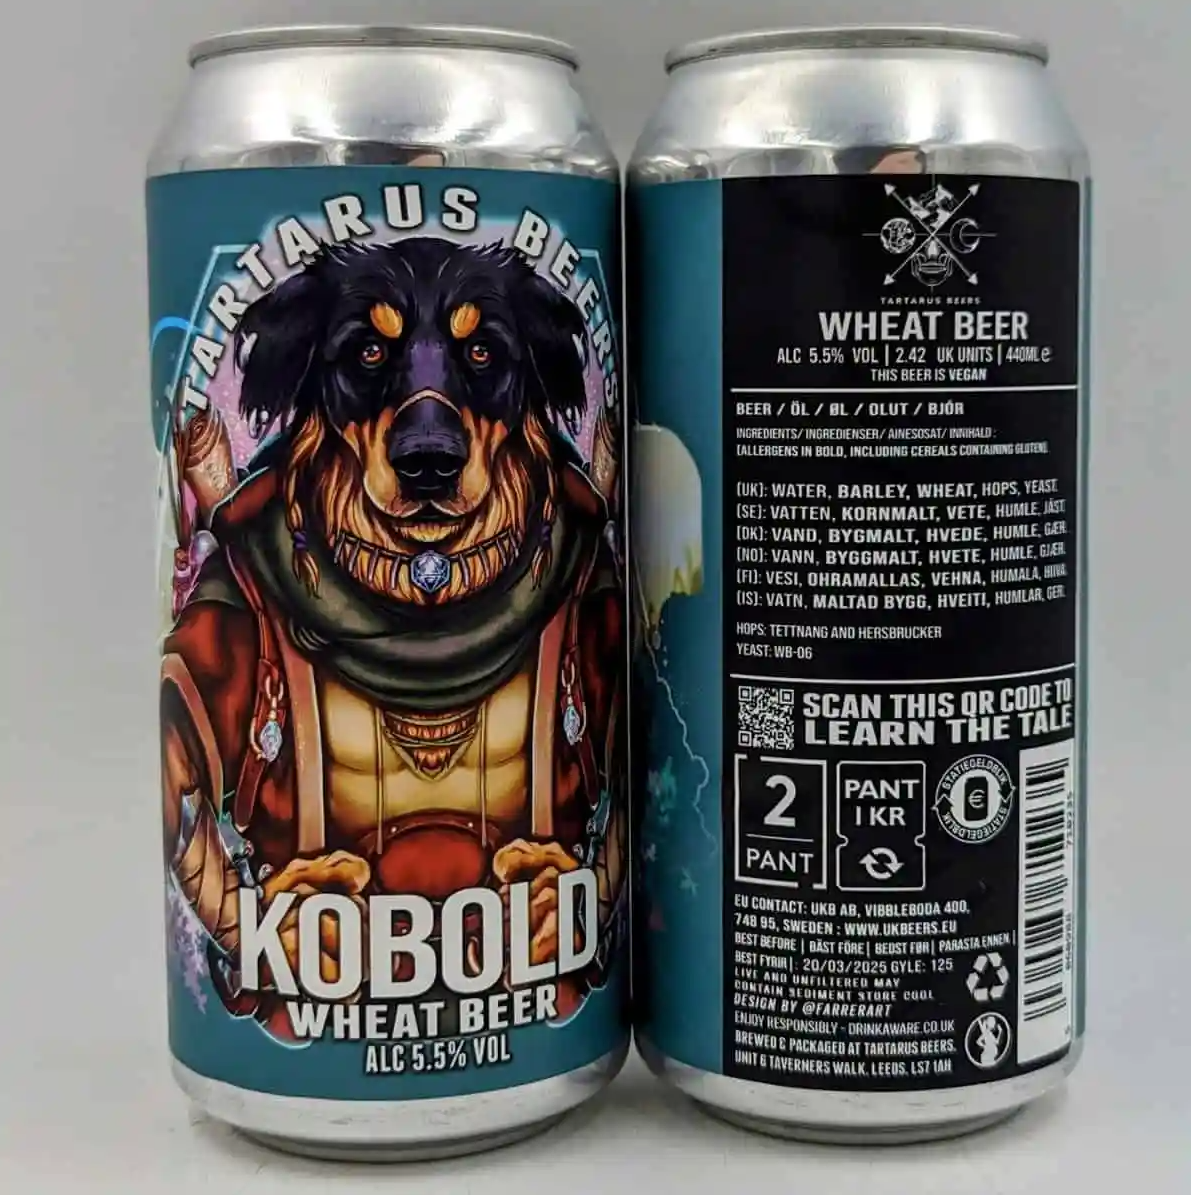 TARTARUS BEERS
KOBOLD
WHEAT BEER
ALC 5.5% VOL
TARTARUS BEERS
WHEAT BEER
ALC 5.5% VOL | 2.42 UK UNITS | 440ML e
THIS BEER IS VEGAN
BEER / ÖL / ØL / OLUT / BJÓR
INGREDIENTS/ INGREDIENSER/ AINESOSAT/ INNIHALD :
(ALLERGENS IN BOLD, INCLUDING CEREALS CONTAINING GLUTEN).
(UK): WATER, BARLEY, WHEAT, HOPS, YEAST.
(SE): VATTEN, KORNMALT, VETE, HUMLE, JÄST.
(DK): VAND, BYGMALT, HVEDE, HUMLE, GÆR.
(NO): VANN, BYGGMALT, HVETE, HUMLE, GJÆR.
(FI): VESI, OHRAMALLAS, VEHNA, HUMALA, HIIVA.
(IS): VATN, MALTAD BYGG, HVEITI, HUMLAR, GER.
HOPS: TETTNANG AND HERSBRUCKER
YEAST: WB-06
SCAN THIS QR CODE TO
LEARN THE TALE
2
PANT
PANT
1 KR
STATIEGELDBLIK
STATIEGELDBLIK
€
EU CONTACT: UKB AB, VIBBLEBODA 400,
748 95, SWEDEN : WWW.UKBEERS.EU
BEST BEFORE | BÄST FÖRE | BEDST FØR | PARASTA ENNEN |
BEST FYRIR|: 20/03/2025 GYLE: 125
LIVE AND UNFILTERED MAY
CONTAIN SEDIMENT STORE COOL
DESIGN BY @FARRERART
ENJOY RESPONSIBLY - DRINKAWARE.CO.UK
BREWED & PACKAGED AT TARTARUS BEERS.
UNIT 6 TAVERNERS WALK, LEEDS, LS7 1AH